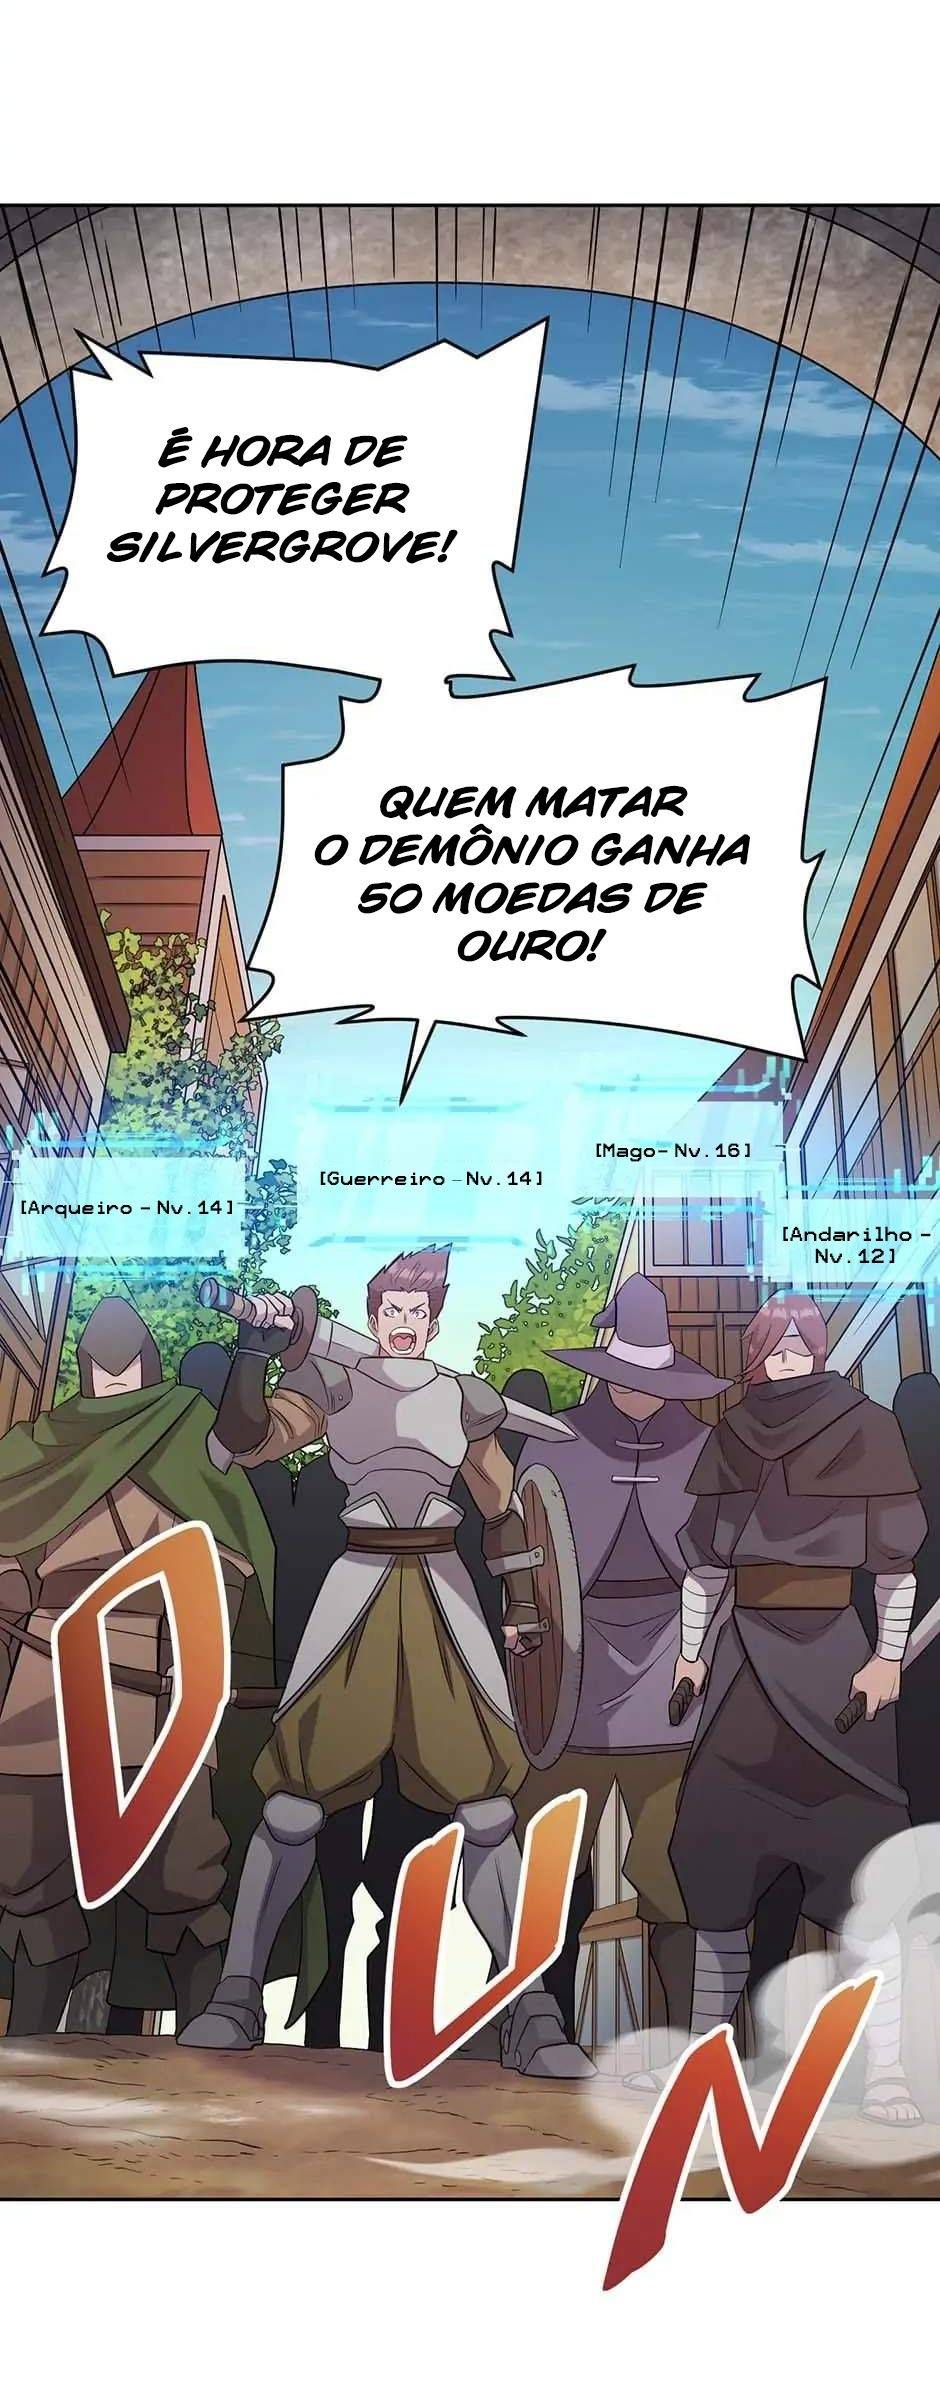 É HORA DE
PROTEGER
SILVERGROVE!
QUEM MATAR
O DEMÔNIO GANHA
50 MOEDAS DE
OURO!
[Arqueiro - Nv.14]
[Guerreiro - Nv.14]
[Mago- Nv.16]
[Andarilho -
Nv.12]
DUN